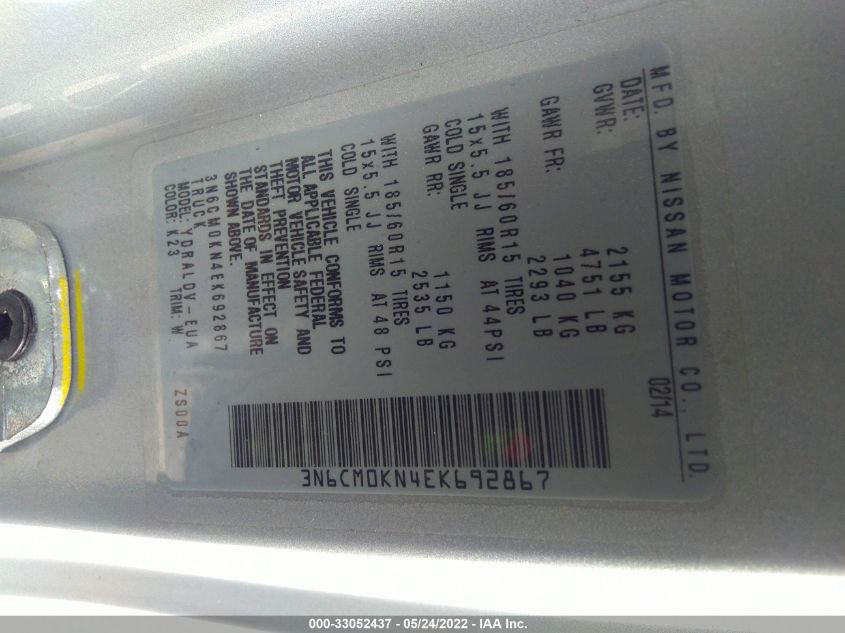 MFD. BY NISSAN MOTOR CO., LTD.
DATE: 02/14
GVWR: 2155 KG
4751 LB
GAWR FR: 1040 KG
2293 LB
WITH 185/60R15 TIRES
15x5.5 JJ RIMS AT 44PSI
COLD SINGLE
GAWR RR: 1150 KG
2535 LB
WITH 185/60R15 TIRES
15x5.5 JJ RIMS AT 48 PSI
COLD SINGLE
THIS VEHICLE CONFORMS TO
ALL APPLICABLE FEDERAL
MOTOR VEHICLE SAFETY AND
THEFT PREVENTION
STANDARDS IN EFFECT ON
THE DATE OF MANUFACTURE
SHOWN ABOVE.
3N6CM0KN4EK692867
TRUCK
MODEL: YDRALDV-EUA
COLOR: K23 TRIM: W
ZS00A
3N6CM0KN4EK692867
000-33052437 - 05/24/2022 - IAA Inc.